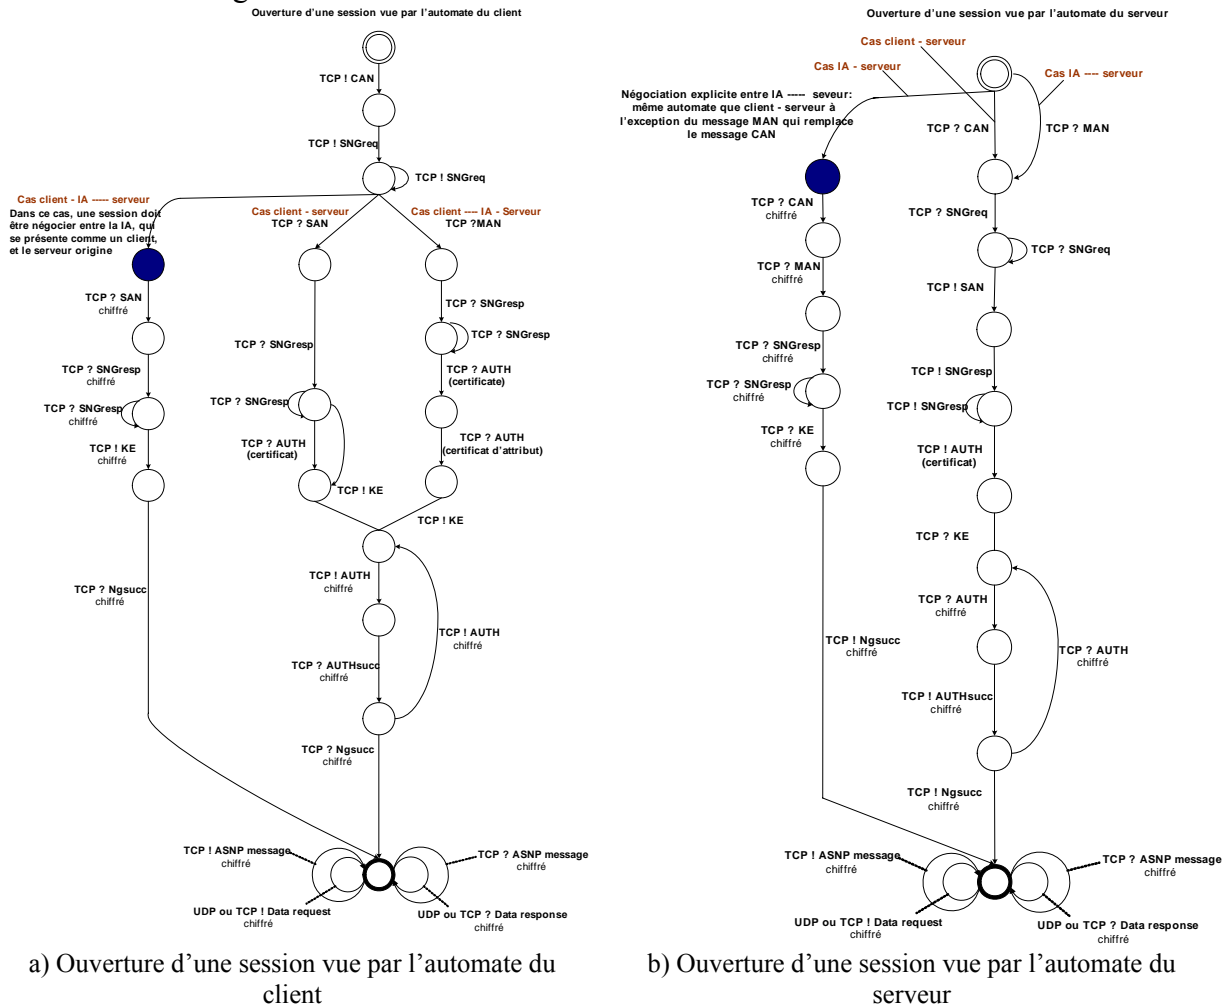 Ouverture d'une session vue par l'automate du client
TCP ! CAN
TCP ! SNGreq
TCP ! SNGreq
Cas client - IA ----- serveur
Dans ce cas, une session doit
être négocier entre la IA, qui
se présente comme un client,
et le serveur origine
Cas client - serveur
TCP ? SAN
Cas client ---- IA - Serveur
TCP ?MAN
TCP ? SAN
chiffré
TCP ? SNGresp
chiffré
TCP ? SNGresp
chiffré
TCP ! KE
chiffré
TCP ? Ngsucc
chiffré
TCP ? SNGresp
TCP ? SNGresp
TCP ? AUTH
(certificat)
TCP ! KE
TCP ? SNGresp
TCP ? SNGresp
TCP ? AUTH
(certificate)
TCP ? AUTH
(certificat d'attribut)
TCP ! KE
TCP ! AUTH
chiffré
TCP ! AUTH
chiffré
TCP ? AUTHsucc
chiffré
TCP ? Ngsucc
chiffré
TCP ! ASNP message
chiffré
TCP ? ASNP message
chiffré
UDP ou TCP ! Data request
chiffré
UDP ou TCP ? Data response
chiffré
a) Ouverture d'une session vue par l'automate du
client
Ouverture d'une session vue par l'automate du serveur
Cas client - serveur
Cas IA - serveur
Cas IA ---- serveur
Négociation explicite entre IA ----- seveur:
même automate que client - serveur à
l'exception du message MAN qui remplace
le message CAN
TCP ? CAN
TCP ? MAN
TCP ? CAN
chiffré
TCP ? MAN
chiffré
TCP ? SNGresp
chiffré
TCP ? SNGresp
chiffré
TCP ? KE
chiffré
TCP ! Ngsucc
chiffré
TCP ? SNGreq
TCP ? SNGreq
TCP ! SAN
TCP ! SNGresp
TCP ! SNGresp
TCP ! AUTH
(certificat)
TCP ? KE
TCP ? AUTH
chiffré
TCP ? AUTH
chiffré
TCP ! AUTHsucc
chiffré
TCP ! Ngsucc
chiffré
TCP ! ASNP message
chiffré
TCP ? ASNP message
chiffré
UDP ou TCP ! Data request
chiffré
UDP ou TCP ? Data response
chiffré
b) Ouverture d'une session vue par l'automate du
serveur